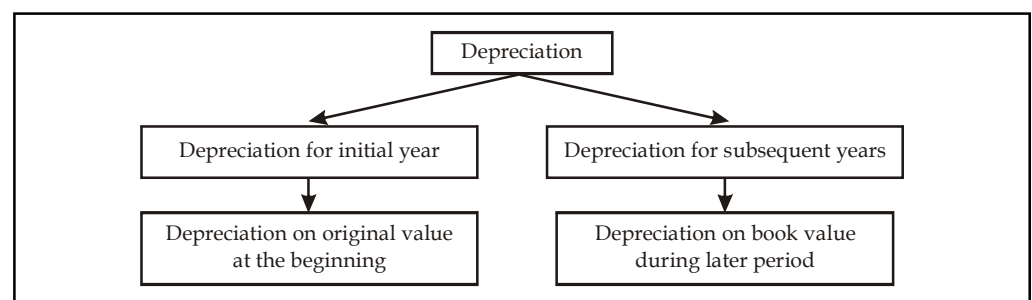 Depreciation
Depreciation for initial year
Depreciation for subsequent years
Depreciation on original value
at the beginning
Depreciation on book value
during later period